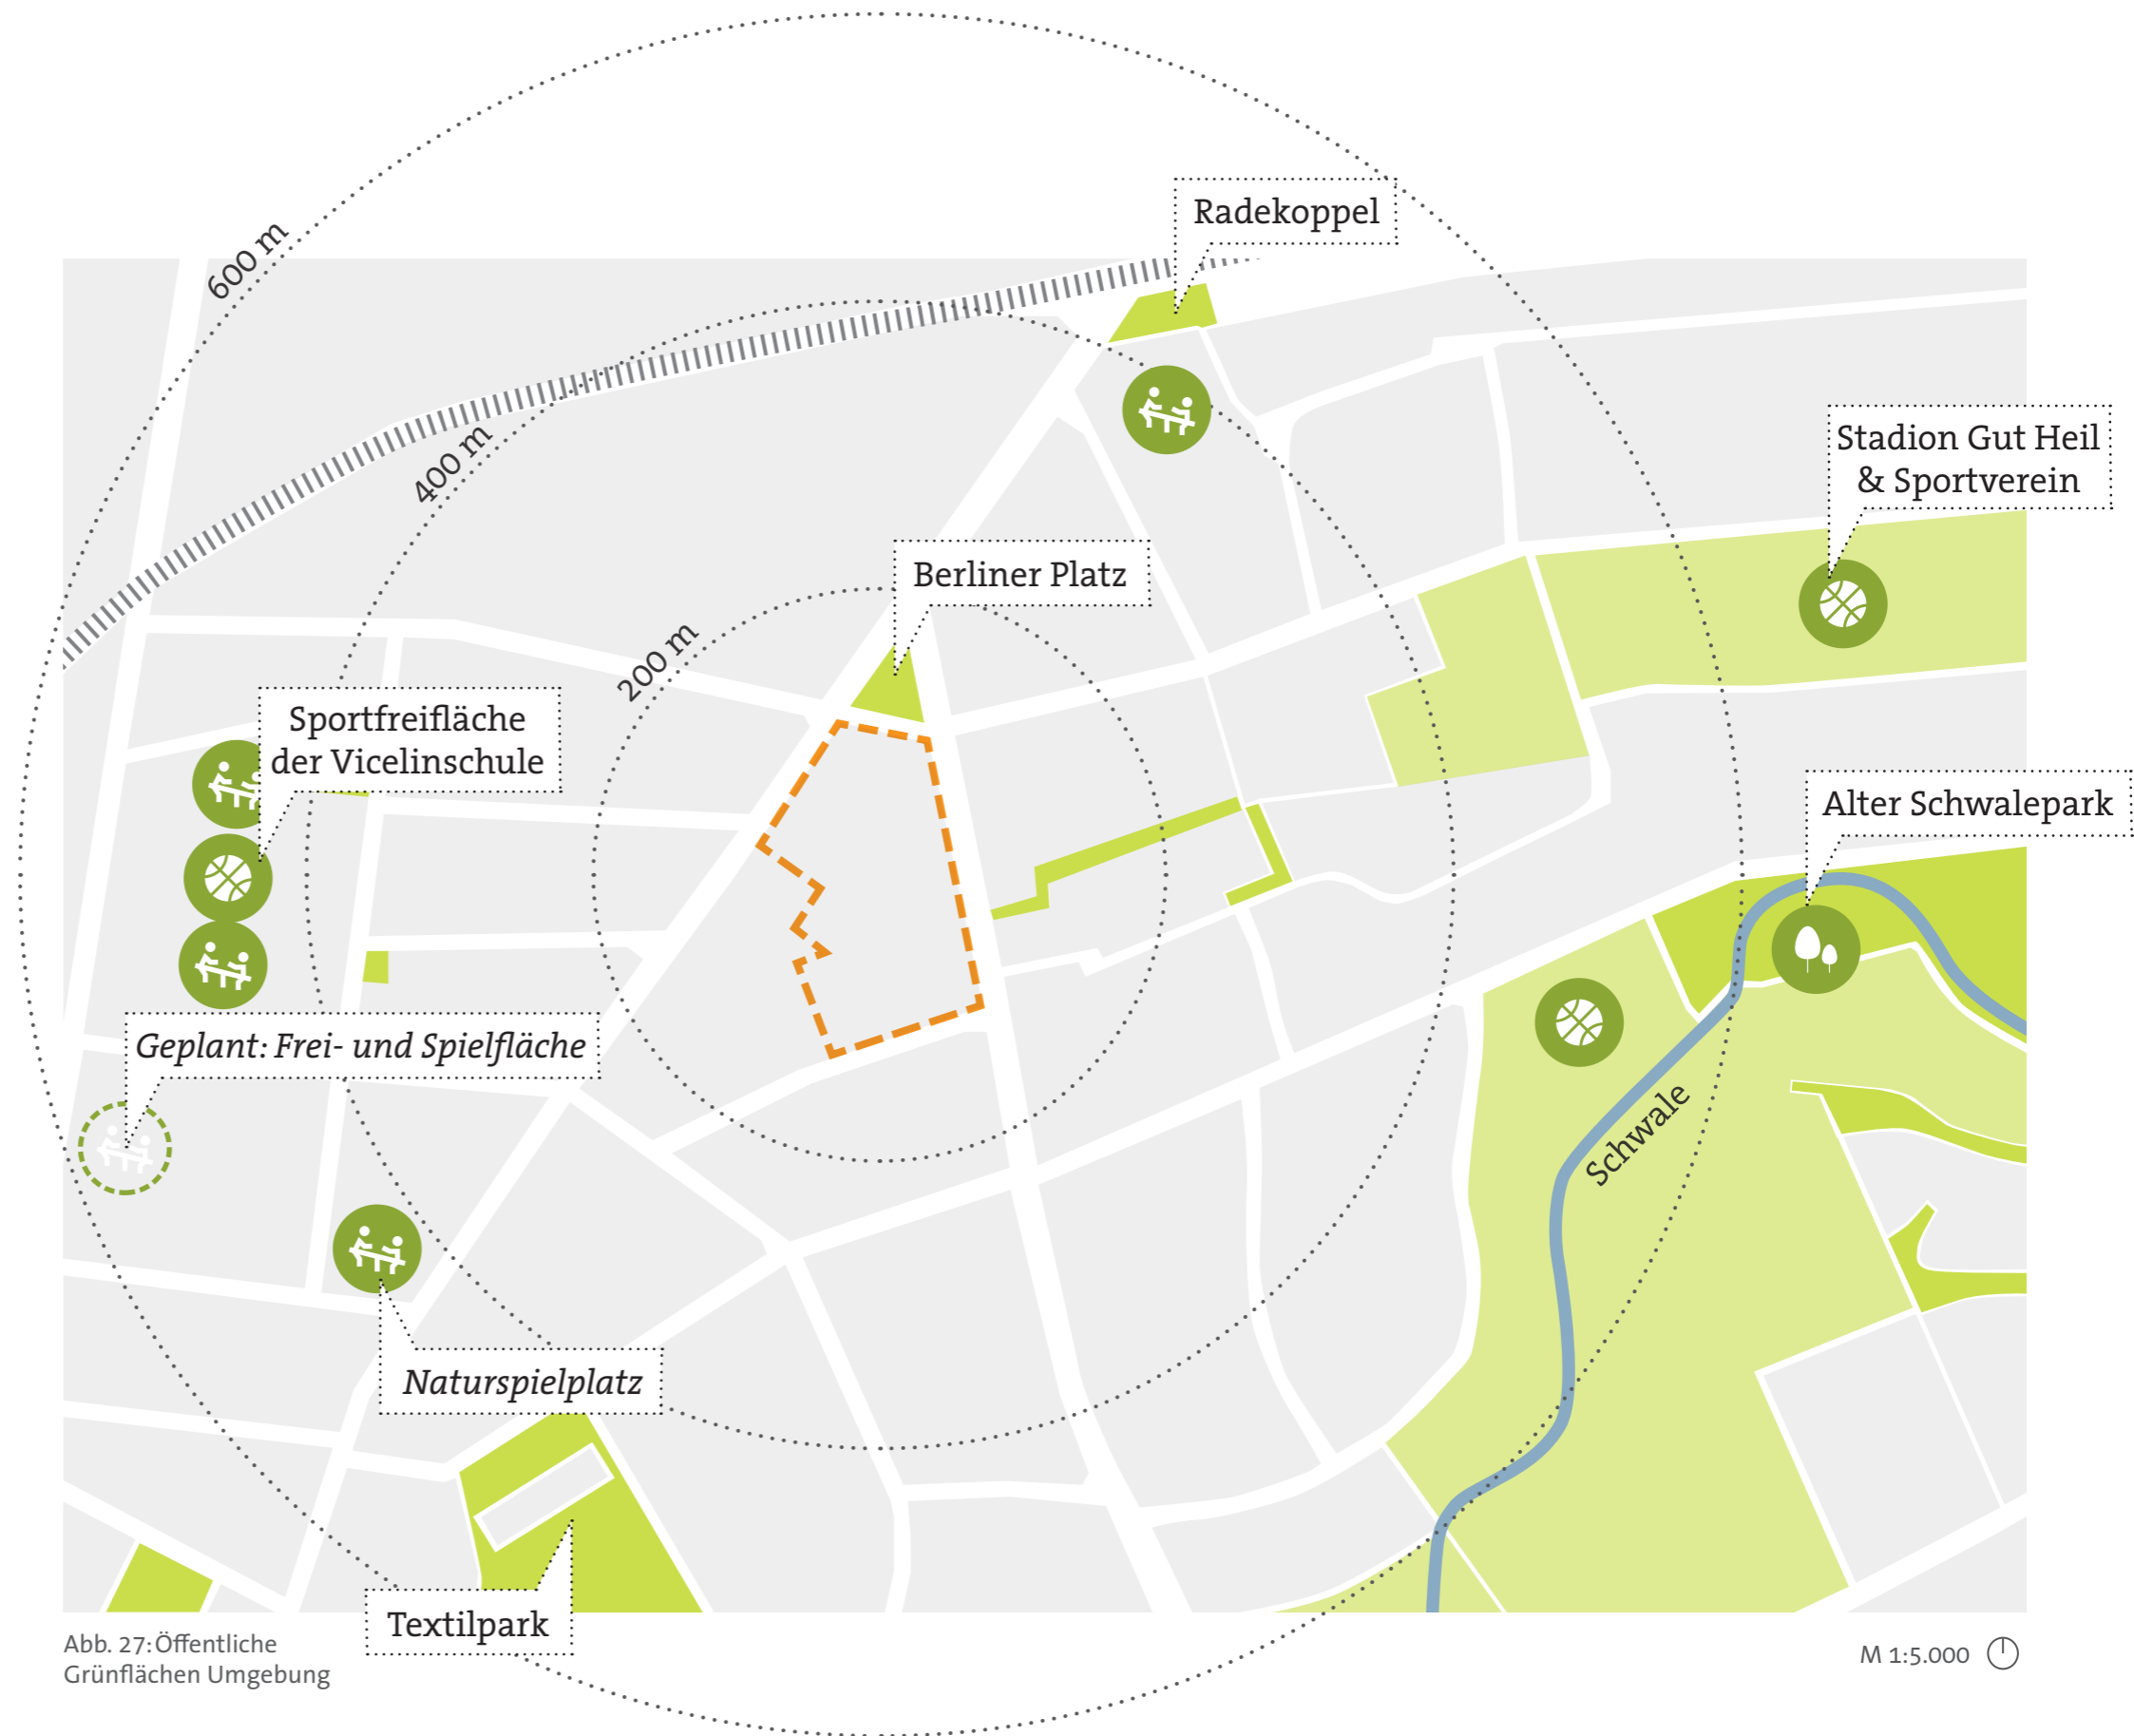 Radekoppel
600 m
Stadion Gut Heil
& Sportverein
400 m
Berliner Platz
200 m
Sportfreifläche
der Vicelinschule
Alter Schwalepark
Geplant: Frei- und Spielfläche
Schwale
Naturspielplatz
Textilpark
Abb. 27: Öffentliche
Grünflächen Umgebung
M 1:5.000